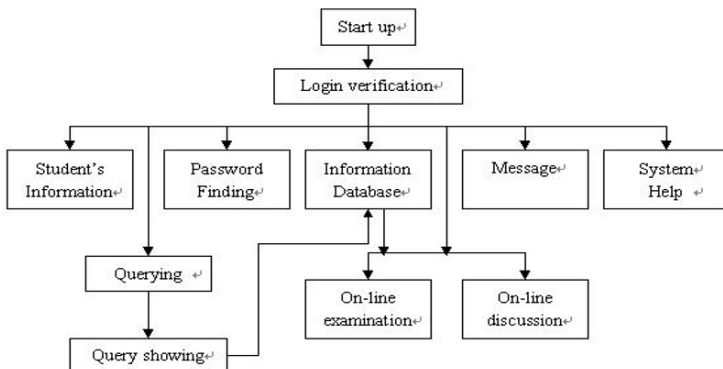 Start up↵
Login verification↵
Student's
Information↵
Password
Finding↵
Information
Database↵
Message↵
System↵
Help ↵
Querying ↵
On-line
examination↵
On-line
discussion↵
Query showing↵